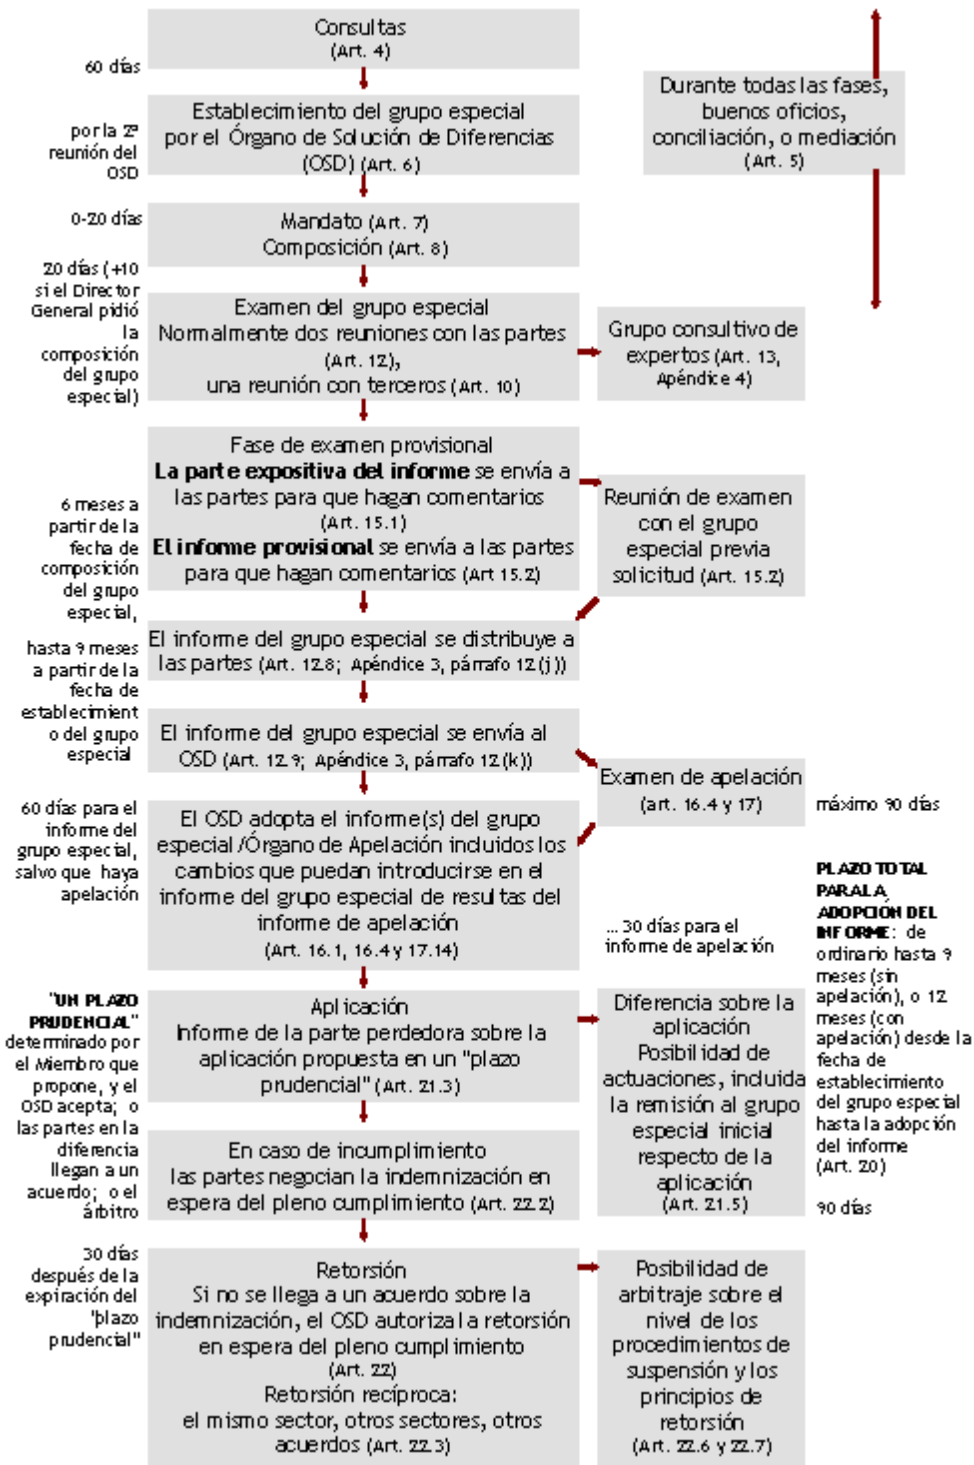 Consultas
(Art. 4)
60 días
Durante todas las fases,
buenos oficios,
conciliación, o mediación
(Art. 5)
Establecimiento del grupo especial
por el Órgano de Solución de Diferencias
(OSD) (Art. 6)
por la 2ª
reunión del
OSD
0-20 días
Mandato (Art. 7)
Composición (Art. 8)
20 días (+10
si el Director
General pidió
la
composición
del grupo
especial)
Examen del grupo especial
Normalmente dos reuniones con las partes
(Art. 12),
una reunión con terceros (Art. 10)
Grupo consultivo de
expertos (Art. 13,
Apéndice 4)
Fase de examen provisional
La parte expositiva del informe se envía a
las partes para que hagan comentarios
(Art. 15.1)
El informe provisional se envía a las partes
para que hagan comentarios (Art 15.2)
Reunión de examen
con el grupo
especial previa
solicitud (Art. 15.2)
6 meses a
partir de la
fecha de
composición
del grupo
especial,
hasta 9 meses
a partir de la
fecha de
establecimient
o del grupo
especial
El informe del grupo especial se distribuye a
las partes (Art. 12.8; Apéndice 3, párrafo 12(j))
El informe del grupo especial se envía al
OSD (Art. 12.9; Apéndice 3, párrafo 12(k))
Examen de apelación
(art. 16.4 y 17)
máximo 90 días
60 días para el
informe del
grupo especial,
salvo que haya
apelación
El OSD adopta el informe(s) del grupo
especial/Órgano de Apelación incluidos los
cambios que puedan introducirse en el
informe del grupo especial de resultas del
informe de apelación
(Art. 16.1, 16.4 y 17.14)
... 30 días para el
informe de apelación
PLAZO TOTAL
PARA LA
ADOPCIÓN DEL
INFORME: de
ordinario hasta 9
meses (sin
apelación), o 12
meses (con
apelación) desde la
fecha de
establecimiento
del grupo especial
hasta la adopción
del informe
(Art. 20)
90 días
"UN PLAZO
PRUDENCIAL"
determinado por
el Miembro que
propone, y el
OSD acepta; o
las partes en la
diferencia
llegan a un
acuerdo; o el
árbitro
Aplicación
Informe de la parte perdedora sobre la
aplicación propuesta en un "plazo
prudencial" (Art. 21.3)
Diferencia sobre la
aplicación
Posibilidad de
actuaciones, incluida
la remisión al grupo
especial inicial
respecto de la
aplicación
(Art. 21.5)
En caso de incumplimiento
las partes negocian la indemnización en
espera del pleno cumplimiento (Art. 22.2)
30 días
después de la
expiración del
"plazo
prudencial"
Retorsión
Si no se llega a un acuerdo sobre la
indemnización, el OSD autoriza la retorsión
en espera del pleno cumplimiento
(Art. 22)
Retorsión recíproca:
el mismo sector, otros sectores, otros
acuerdos (Art. 22.3)
Posibilidad de
arbitraje sobre el
nivel de los
procedimientos de
suspensión y los
principios de
retorsión
(Art. 22.6 y 22.7)